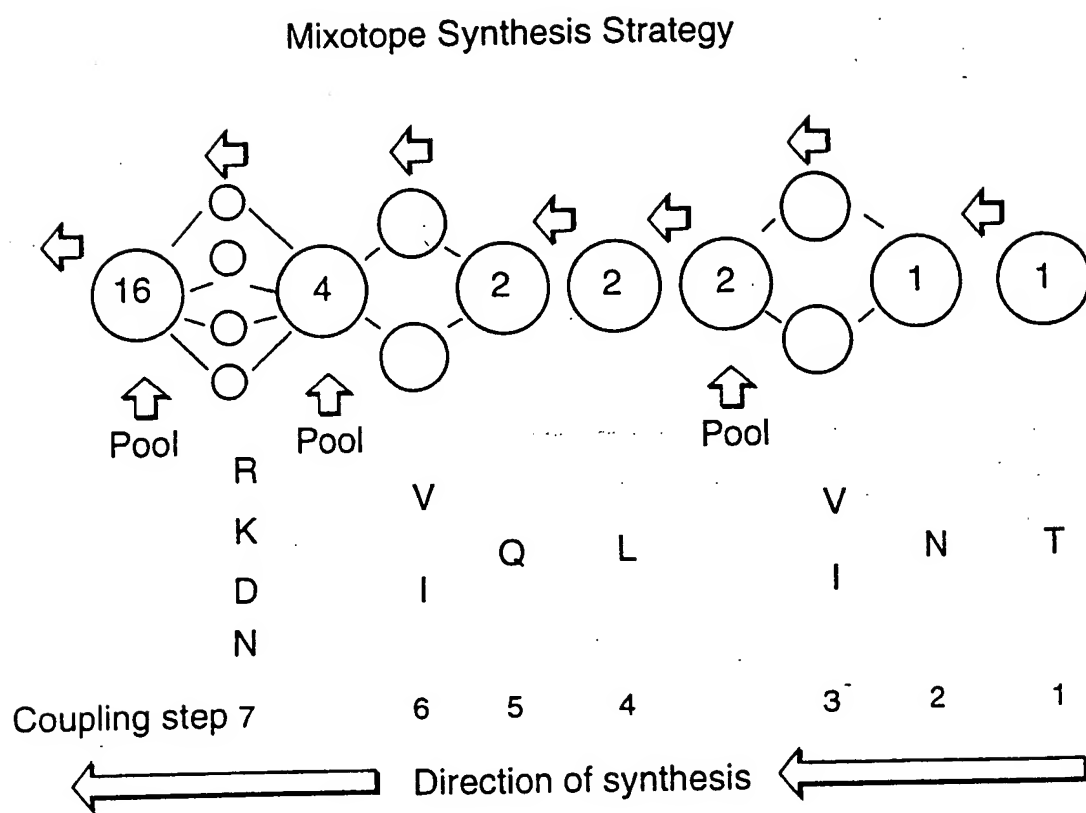 Mixotope Synthesis Strategy
16 4 2 2 2 1 1
Pool Pool Pool
R
V V
K
Q L N T
I I
D
N
Coupling step 7 6 5 4 3 2 1
Direction of synthesis